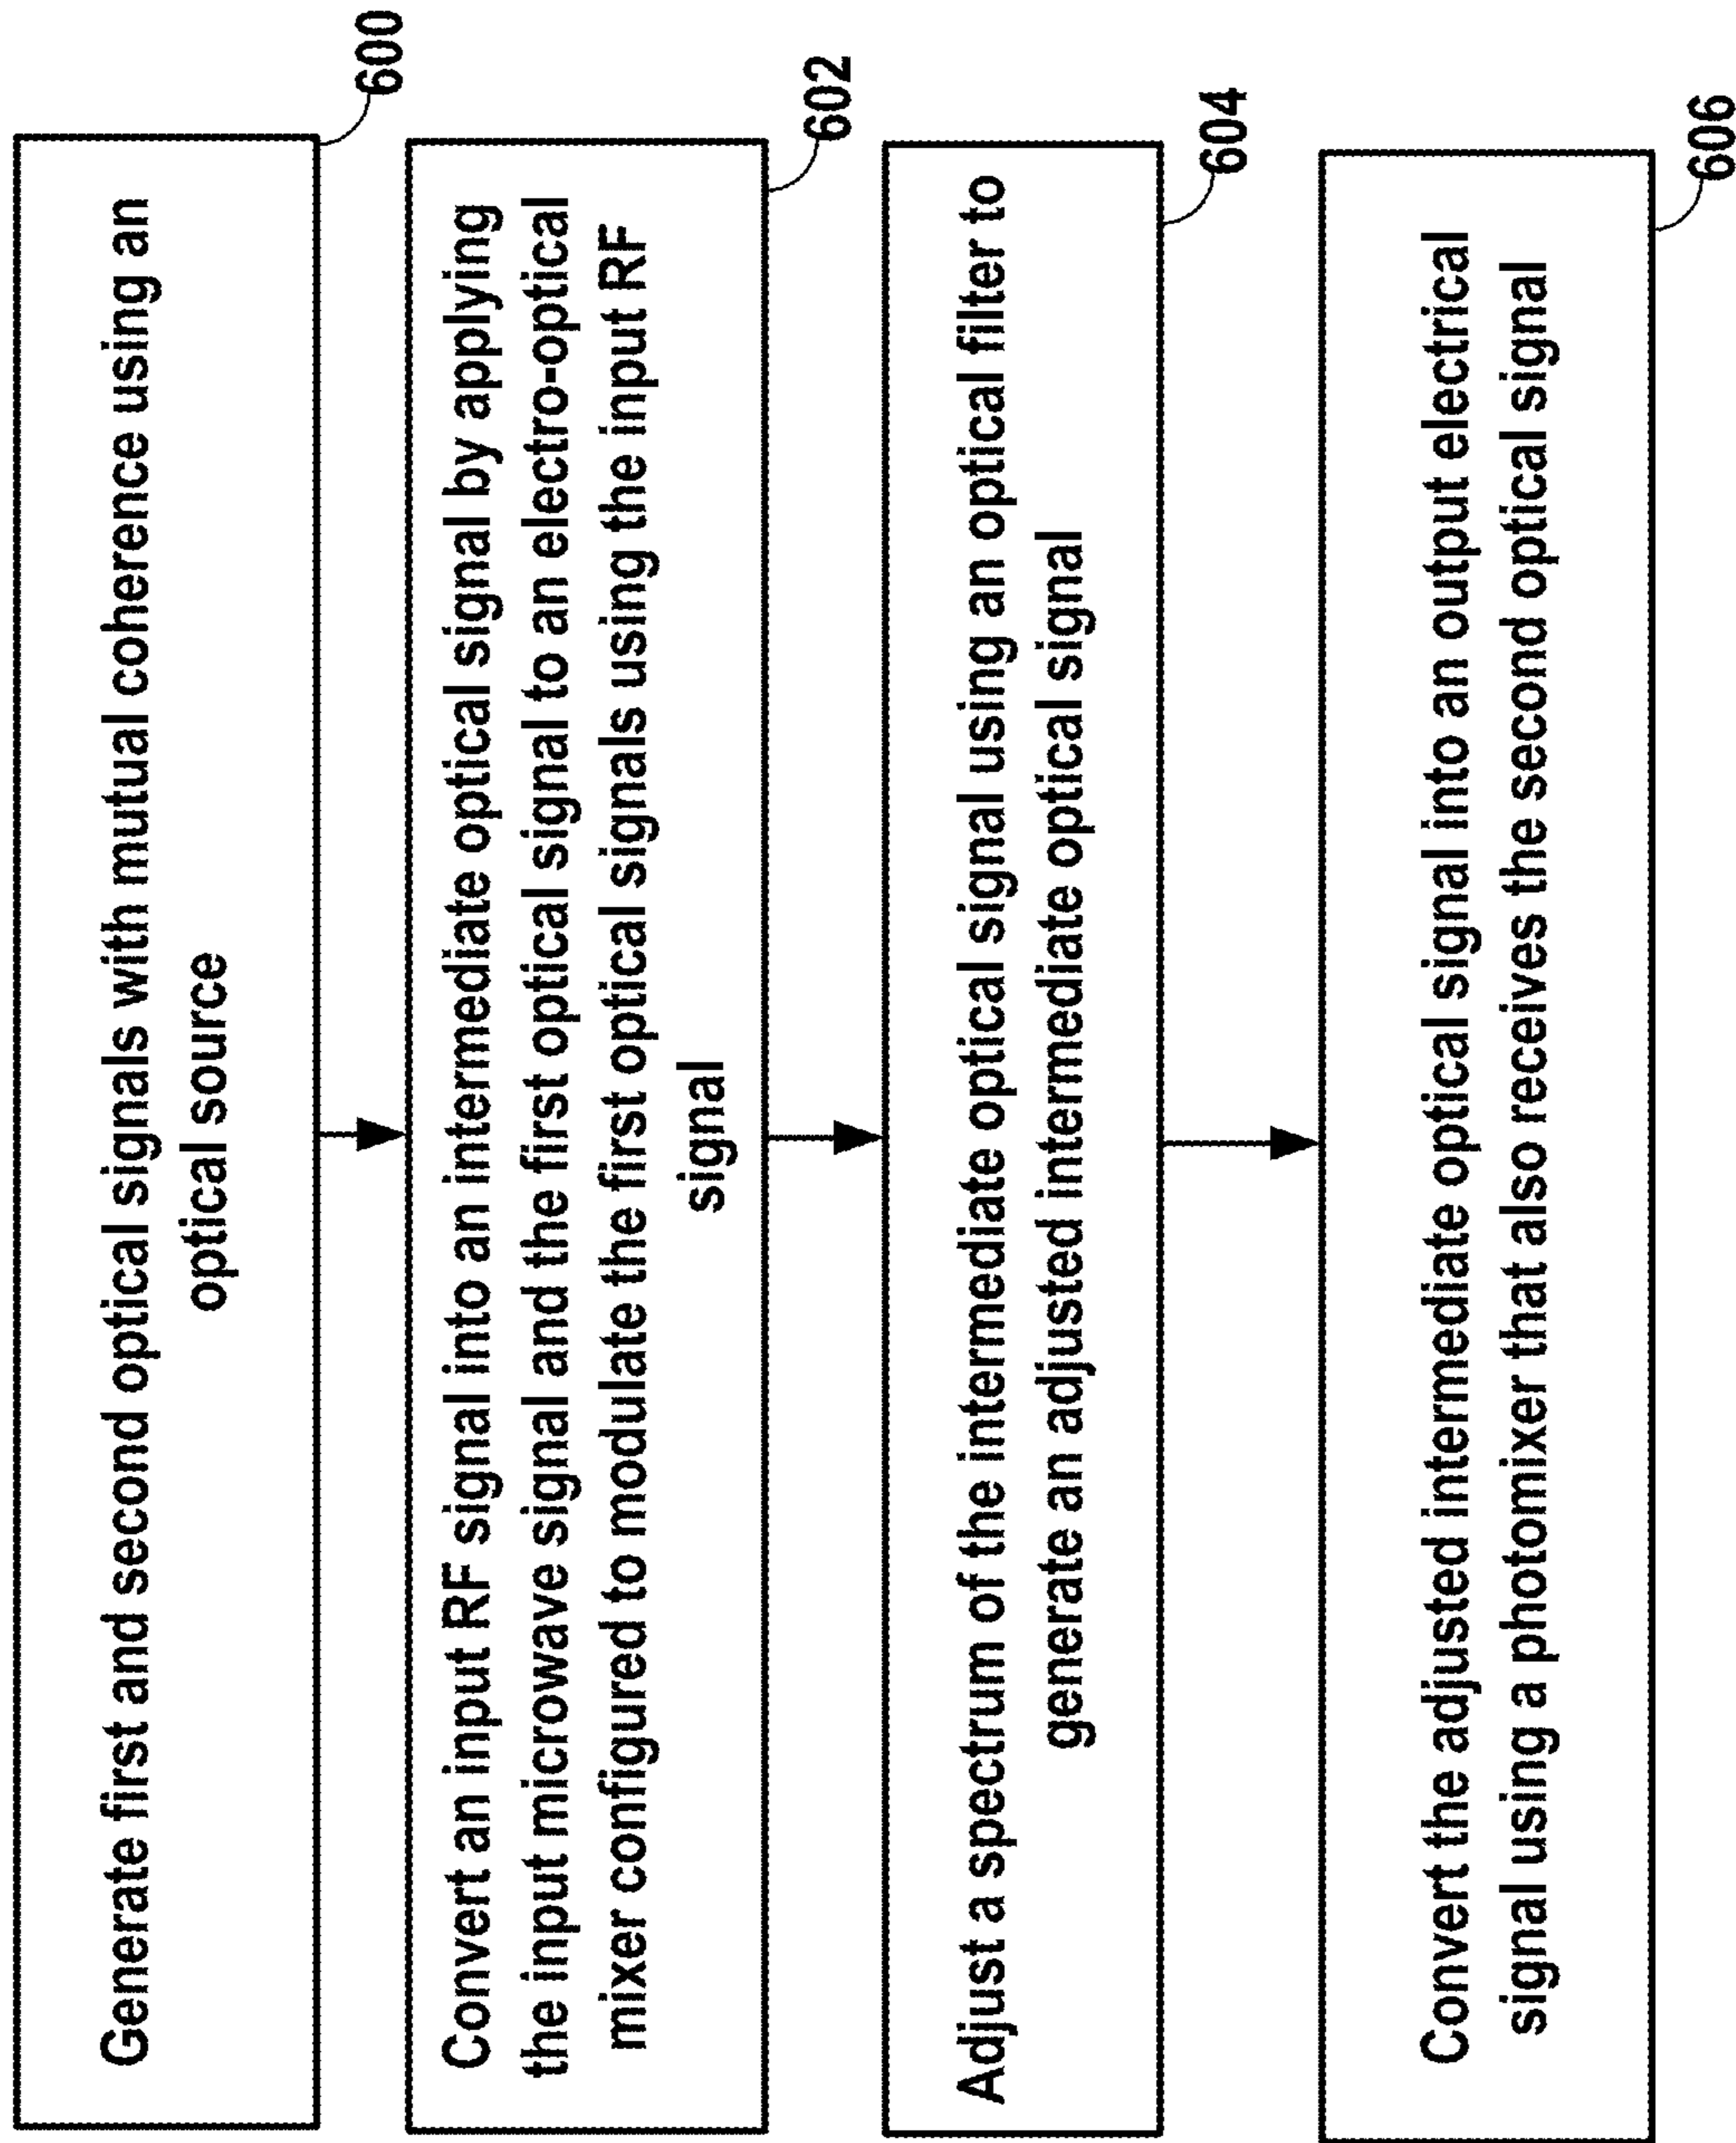 Generate first and second optical signals with mutual coherence using an
optical source
600
Convert an input RF signal into an intermediate optical signal by applying
the input microwave signal and the first optical signal to an electro-optical
mixer configured to modulate the first optical signals using the input RF
signal
602
Adjust a spectrum of the intermediate optical signal using an optical filter to
generate an adjusted intermediate optical signal
604
Convert the adjusted intermediate optical signal into an output electrical
signal using a photomixer that also receives the second optical signal
606